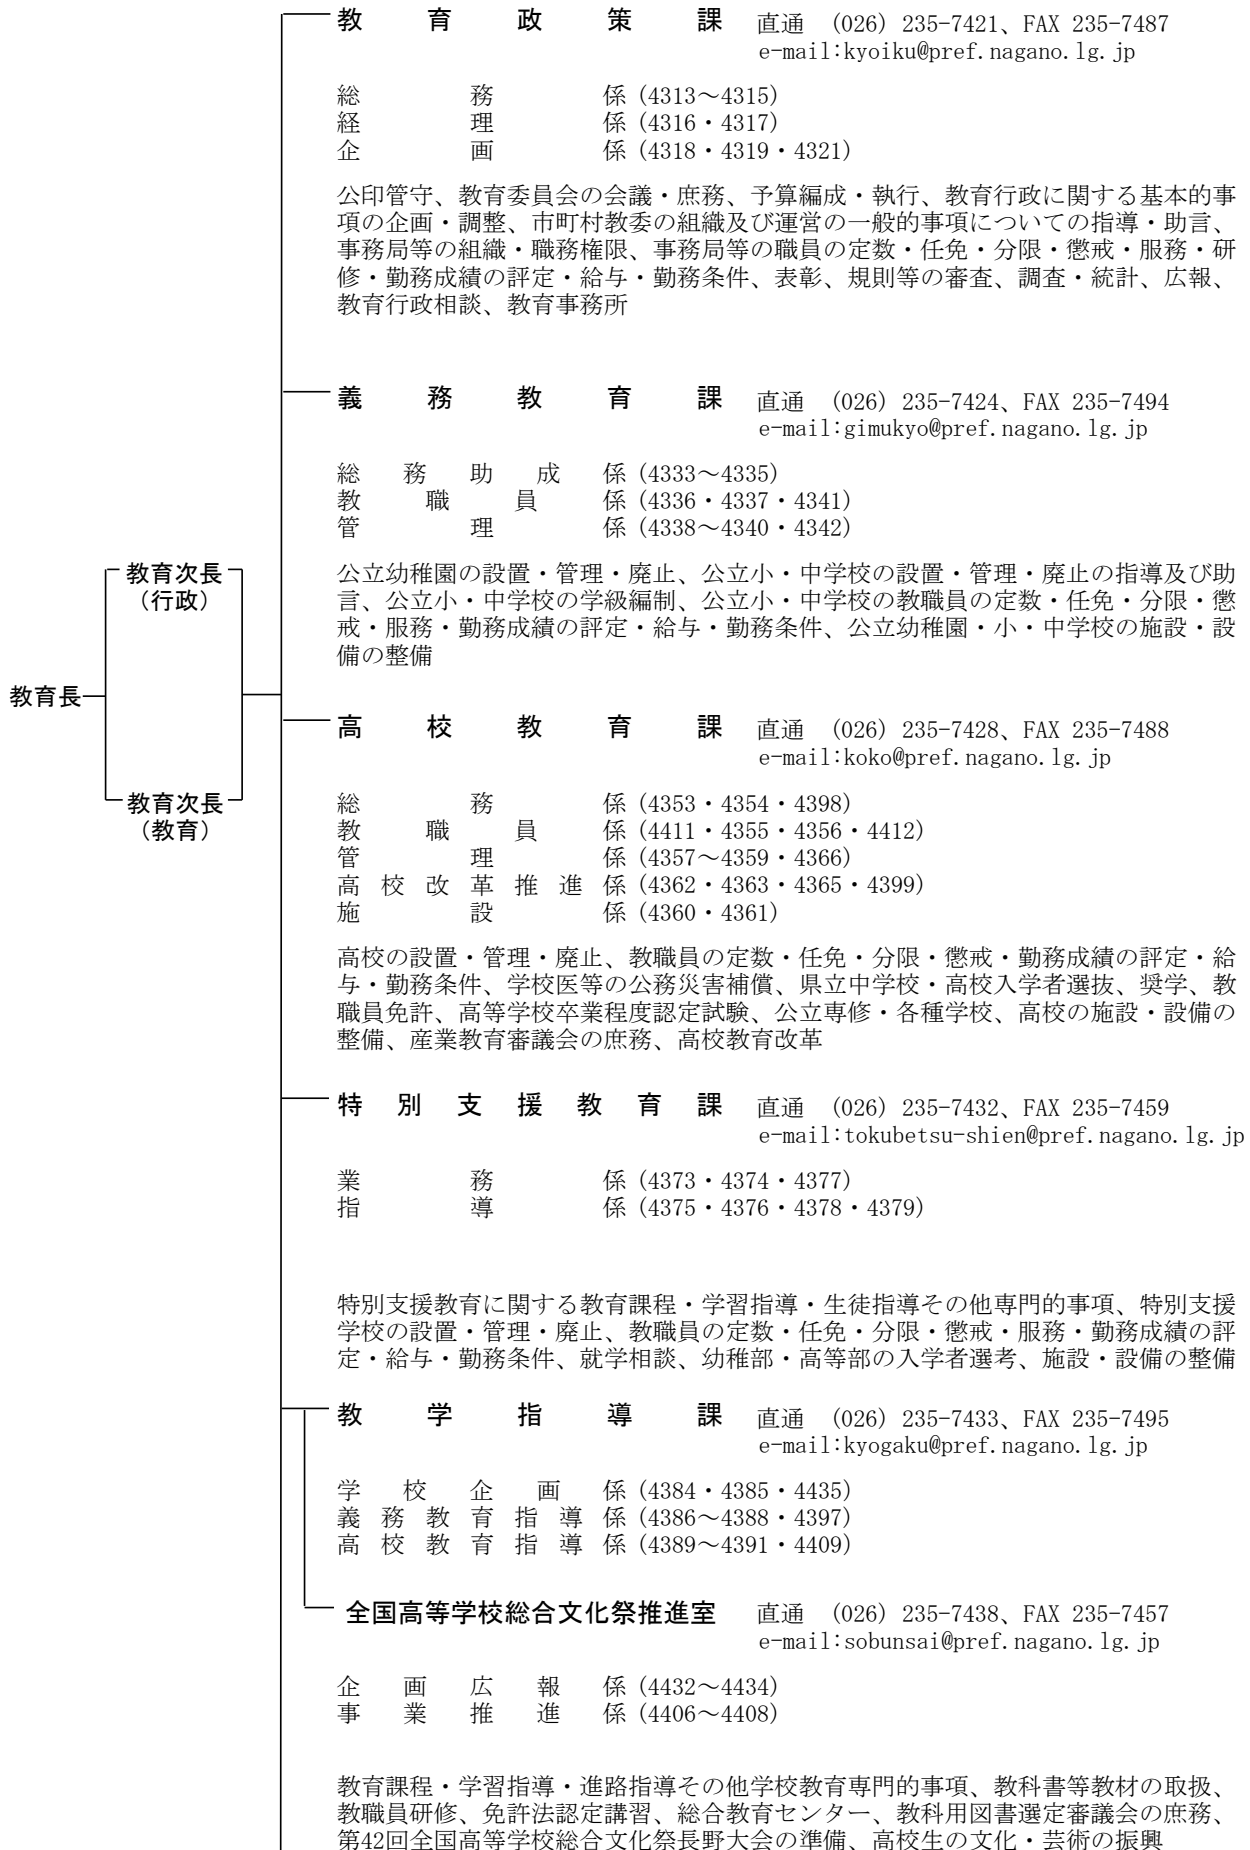 教育政策課 直通 (026) 235-7421、FAX 235-7487
e-mail:kyoiku@pref.nagano.lg.jp
総務係 (4313～4315)
経理係 (4316・4317)
企画係 (4318・4319・4321)
公印管守、教育委員会の会議・庶務、予算編成・執行、教育行政に関する基本的事
項の企画・調整、市町村教委の組織及び運営の一般的事項についての指導・助言、
事務局等の組織・職務権限、事務局等の職員の定数・任免・分限・懲戒・服務・研
修・勤務成績の評定・給与・勤務条件、表彰、規則等の審査、調査・統計、広報、
教育行政相談、教育事務所
義務教育課 直通 (026) 235-7424、FAX 235-7494
e-mail:gimukyo@pref.nagano.lg.jp
総務助成係 (4333～4335)
教職員係 (4336・4337・4341)
管理係 (4338～4340・4342)
公立幼稚園の設置・管理・廃止、公立小・中学校の設置・管理・廃止の指導及び助
言、公立小・中学校の学級編制、公立小・中学校の教職員の定数・任免・分限・懲
戒・服務・勤務成績の評定・給与・勤務条件、公立幼稚園・小・中学校の施設・設
備の整備
教育次長
（行政）
教育長
教育次長
（教育）
高校教育課 直通 (026) 235-7428、FAX 235-7488
e-mail:koko@pref.nagano.lg.jp
総務係 (4353・4354・4398)
教職員係 (4411・4355・4356・4412)
管理係 (4357～4359・4366)
高校改革推進係 (4362・4363・4365・4399)
施設係 (4360・4361)
高校の設置・管理・廃止、教職員の定数・任免・分限・懲戒・勤務成績の評定・給
与・勤務条件、学校医等の公務災害補償、県立中学校・高校入学者選抜、奨学、教
職員免許、高等学校卒業程度認定試験、公立専修・各種学校、高校の施設・設備の
整備、産業教育審議会の庶務、高校教育改革
特別支援教育課 直通 (026) 235-7432、FAX 235-7459
e-mail:tokubetsu-shien@pref.nagano.lg.jp
業務係 (4373・4374・4377)
指導係 (4375・4376・4378・4379)
特別支援教育に関する教育課程・学習指導・生徒指導その他専門的事項、特別支援
学校の設置・管理・廃止、教職員の定数・任免・分限・懲戒・服務・勤務成績の評
定・給与・勤務条件、就学相談、幼稚部・高等部の入学者選考、施設・設備の整備
教学指導課 直通 (026) 235-7433、FAX 235-7495
e-mail:kyogaku@pref.nagano.lg.jp
学校企画係 (4384・4385・4435)
義務教育指導係 (4386～4388・4397)
高校教育指導係 (4389～4391・4409)
全国高等学校総合文化祭推進室 直通 (026) 235-7438、FAX 235-7457
e-mail:sobunsai@pref.nagano.lg.jp
企画広報係 (4432～4434)
事業推進係 (4406～4408)
教育課程・学習指導・進路指導その他学校教育専門的事項、教科書等教材の取扱、
教職員研修、免許法認定講習、総合教育センター、教科用図書選定審議会の庶務、
第42回全国高等学校総合文化祭長野大会の準備、高校生の文化・芸術の振興